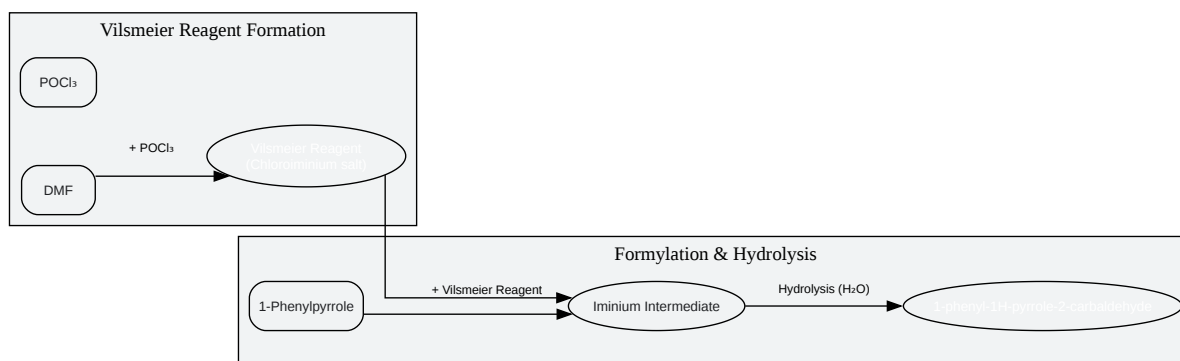 Vilsmeier Reagent Formation
POCl₃
+ POCl₃
Vilsmeier Reagent
(Chloroiminium salt)
DMF
Formylation & Hydrolysis
1-Phenylpyrrole
+ Vilsmeier Reagent
Iminium Intermediate
Hydrolysis (H₂O)
1-phenyl-1H-pyrrole-2-carbaldehyde